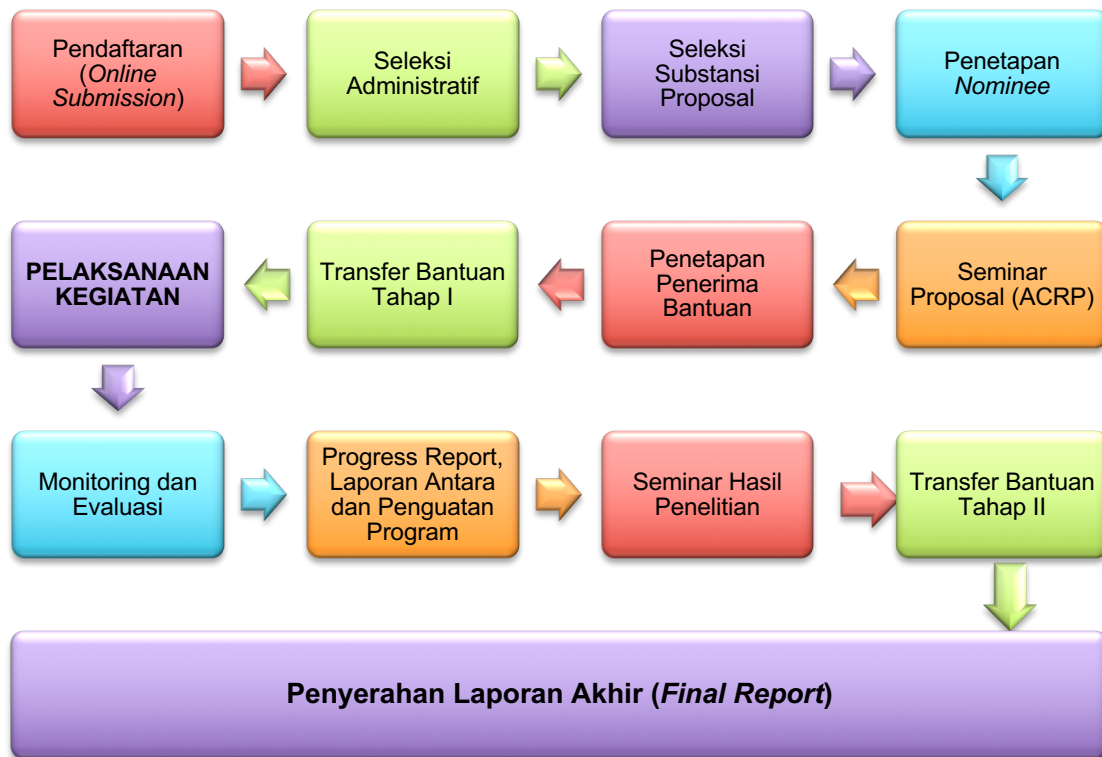 Pendaftaran
(Online
Submission)
Seleksi
Administratif
Seleksi
Substansi
Proposal
Penetapan
Nominee
Seminar
Proposal (ACRP)
Penetapan
Penerima
Bantuan
Transfer Bantuan
Tahap I
PELAKSANAAN
KEGIATAN
Monitoring dan
Evaluasi
Progress Report,
Laporan Antara
dan Penguatan
Program
Seminar Hasil
Penelitian
Transfer Bantuan
Tahap II
Penyerahan Laporan Akhir (Final Report)